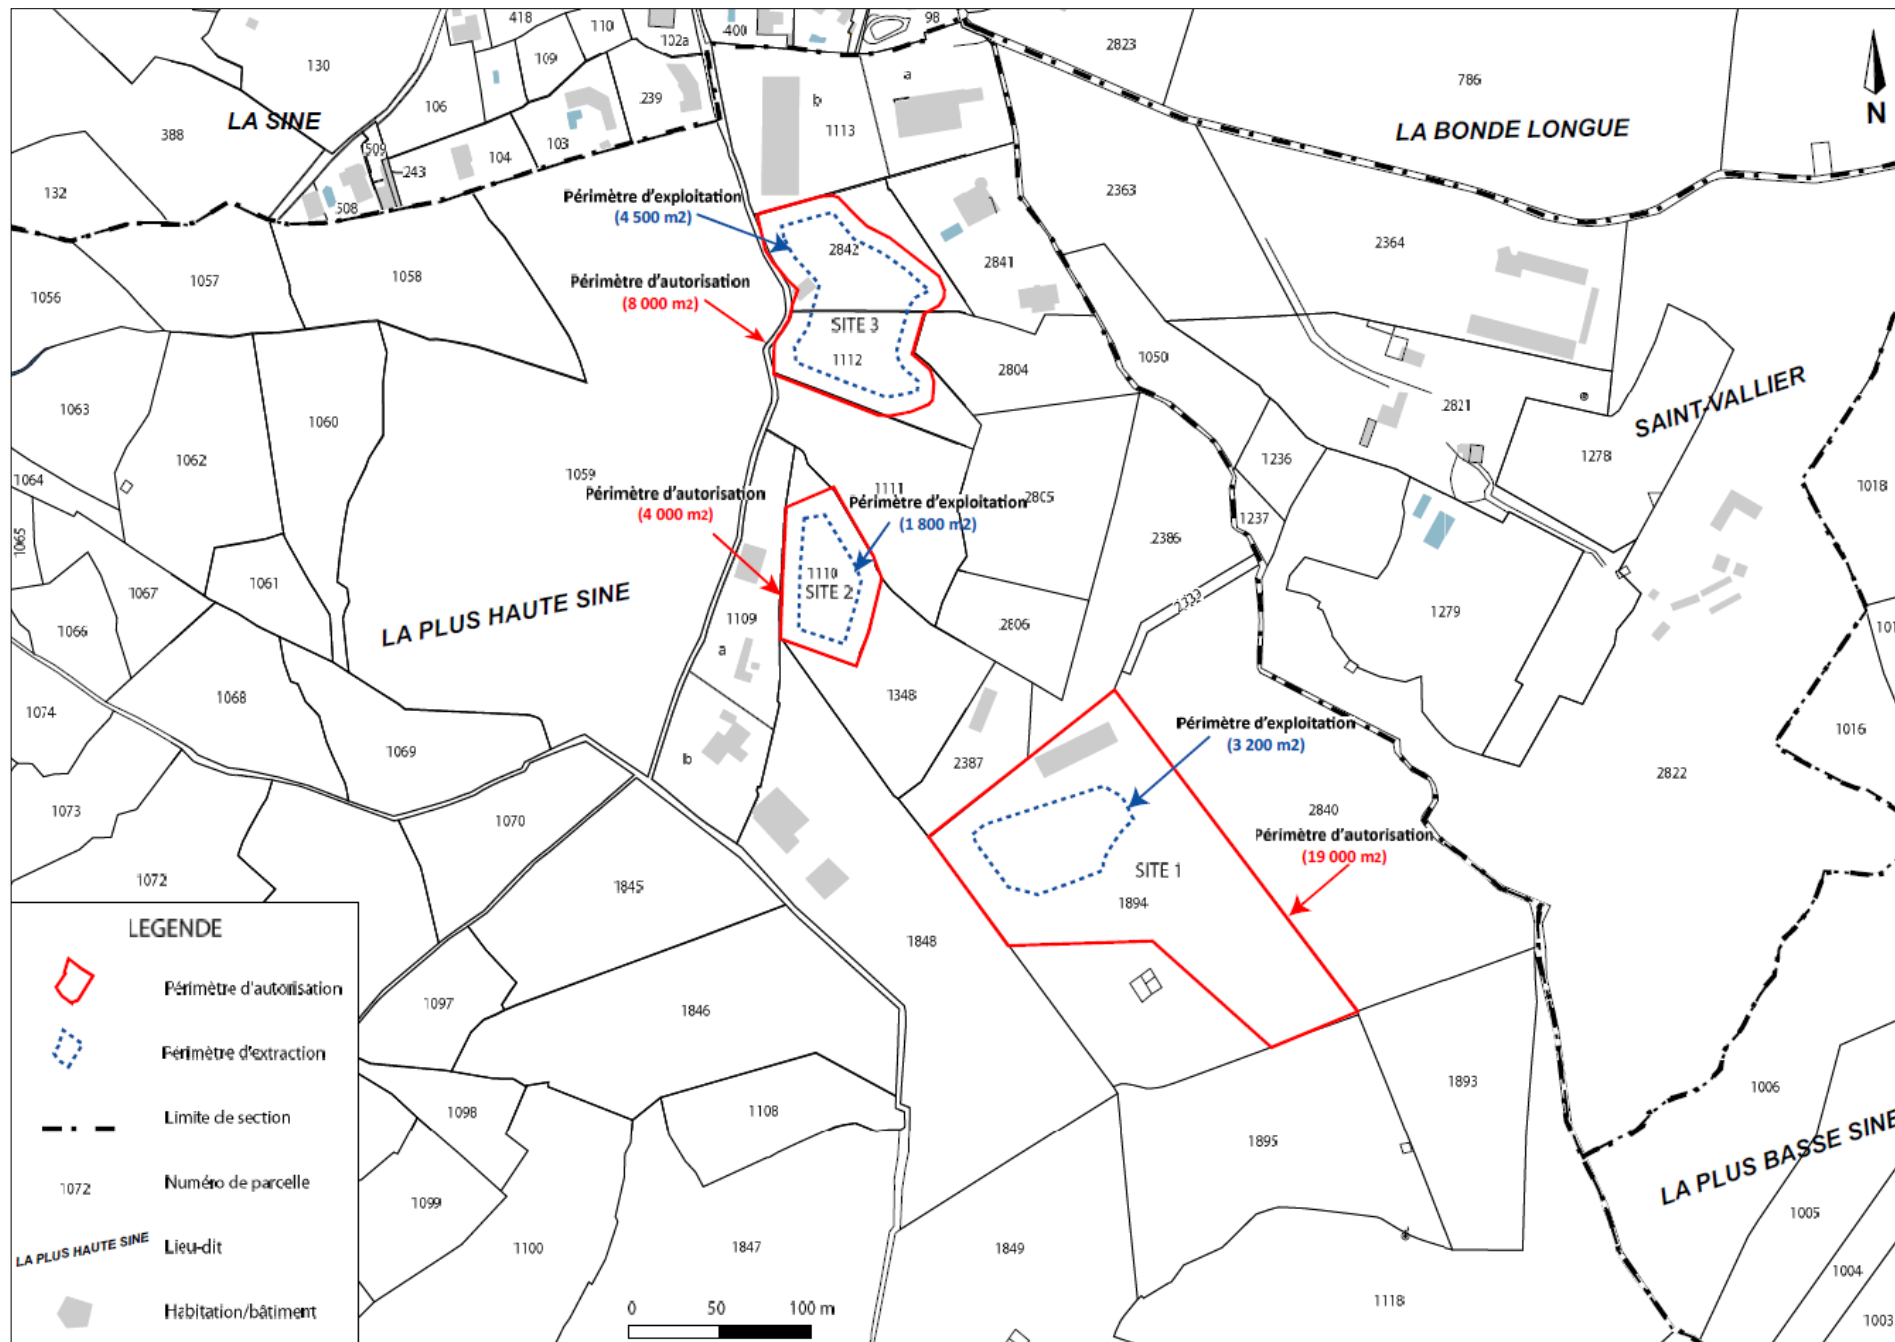 418
110
102a
400
98
2823
130
109
a
786
LA SINE
106
239
b
N
388
1113
LA BONDE LONGUE
509
104
103
243
132
508
Périmètre d'exploitation
(4 500 m2)
2363
2842
2364
1057
1058
2841
1056
Périmètre d'autorisation
(8 000 m2)
SITE 3
1112
2804
1050
1063
1060
2821
SAINT-VALLIER
1062
1059
1236
1278
1064
1018
Périmètre d'autorisation
(4 000 m2)
1111
Périmètre d'exploitation
(1 800 m2)
2805
1237
1065
2386
1110
SITE 2
1067
1061
2322
LA PLUS HAUTE SINE
1279
1066
1109
2806
a
1068
1348
1074
Périmètre d'exploitation
(3 200 m2)
1016
1069
b
2387
2822
1073
1070
2840
Périmètre d'autorisation
(19 000 m2)
SITE 1
1072
1845
1894
1848
1097
1846
1893
1006
1098
1108
1895
1099
LA PLUS BASSE SINE
1005
1100
1847
1849
1004
1118
1003
LEGENDE
Périmètre d'autorisation
Périmètre d'extraction
Limite de section
1072
Numéro de parcelle
LA PLUS HAUTE SINE
Lieu-dit
Habitation/bâtiment
0 50 100 m